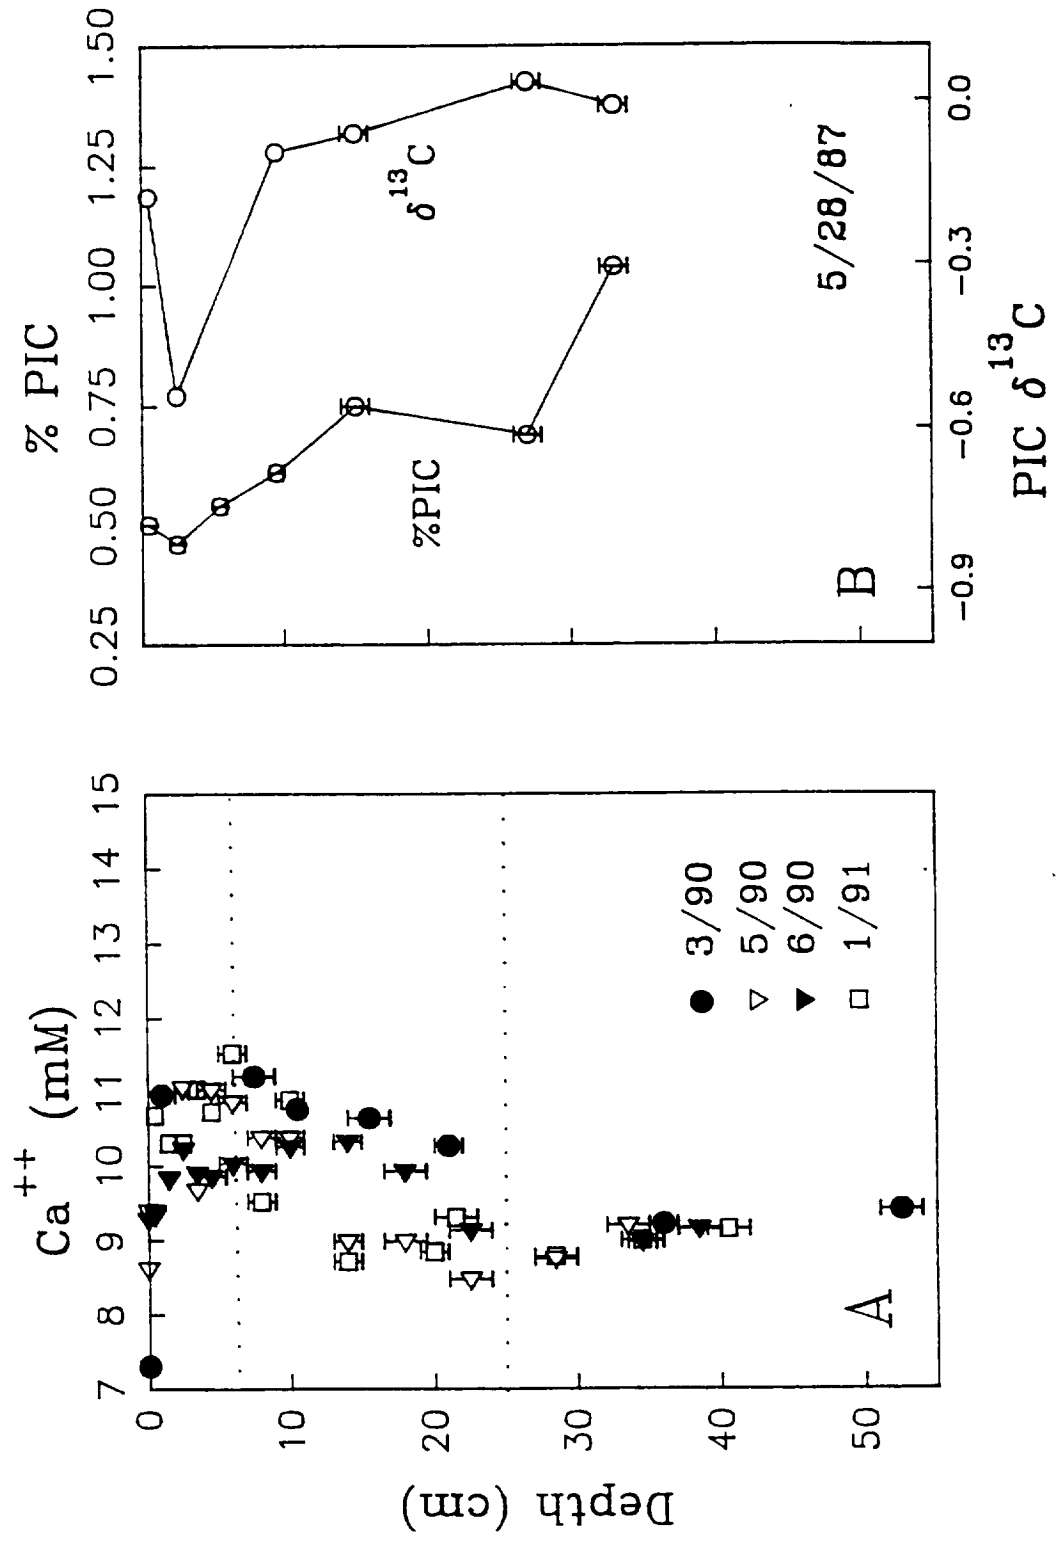 Ca++ (mM)
7 8 9 10 11 12 13 14 15
Depth (cm)
0
10
20
30
40
50
3/90
5/90
6/90
1/91
A
% PIC
0.25 0.50 0.75 1.00 1.25 1.50
δ13C
%PIC
5/28/87
B
-0.9 -0.6 -0.3 0.0
PIC δ13C